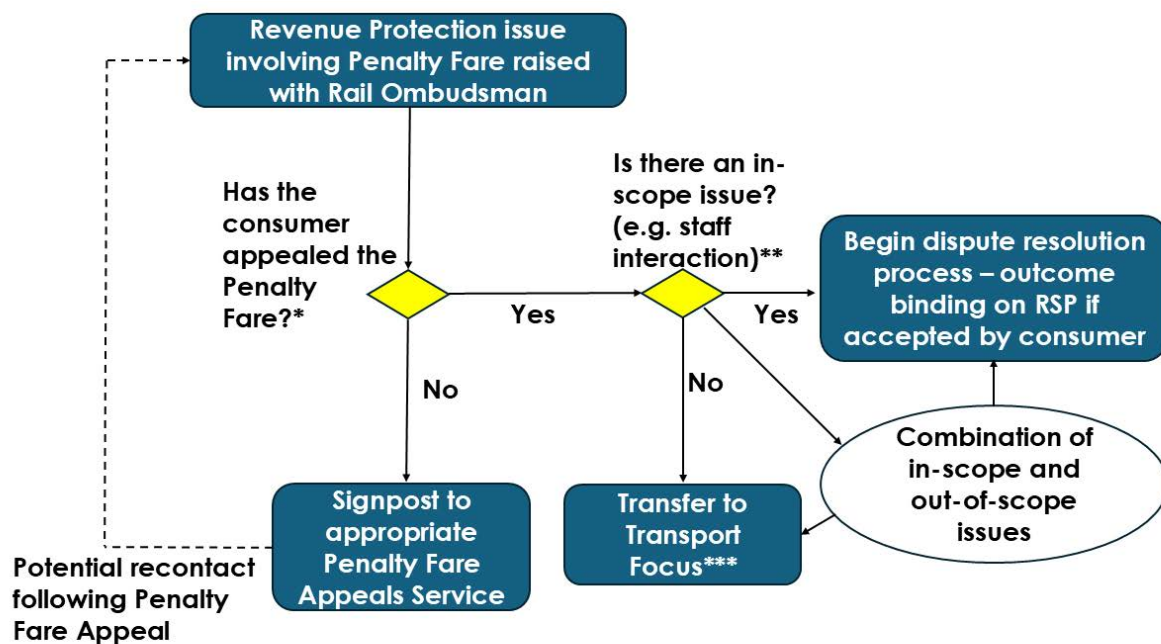 Revenue Protection issue
involving Penalty Fare raised
with Rail Ombudsman
Has the
consumer
appealed the
Penalty
Fare?*
Yes
No
Is there an in-
scope issue?
(e.g. staff
interaction)**
Yes
No
Begin dispute resolution
process – outcome
binding on RSP if
accepted by consumer
Combination of
in-scope and
out-of-scope
issues
Signpost to
appropriate
Penalty Fare
Appeals Service
Transfer to
Transport
Focus***
Potential recontact
following Penalty
Fare Appeal